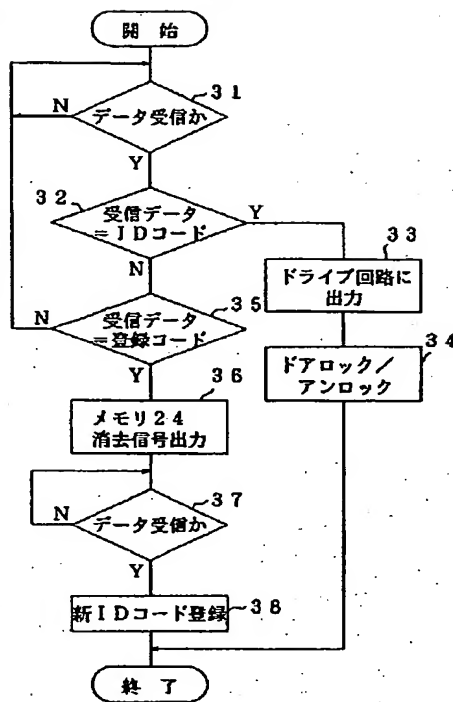 開 始
31
データ受信か
N
Y
32
受信データ
=IDコード
Y
N
33
ドライブ回路に
出力
35
受信データ
=登録コード
N
Y
34
ドアロック/
アンロック
36
メモリ24
消去信号出力
37
データ受信か
N
Y
新IDコード登録
38
終 了